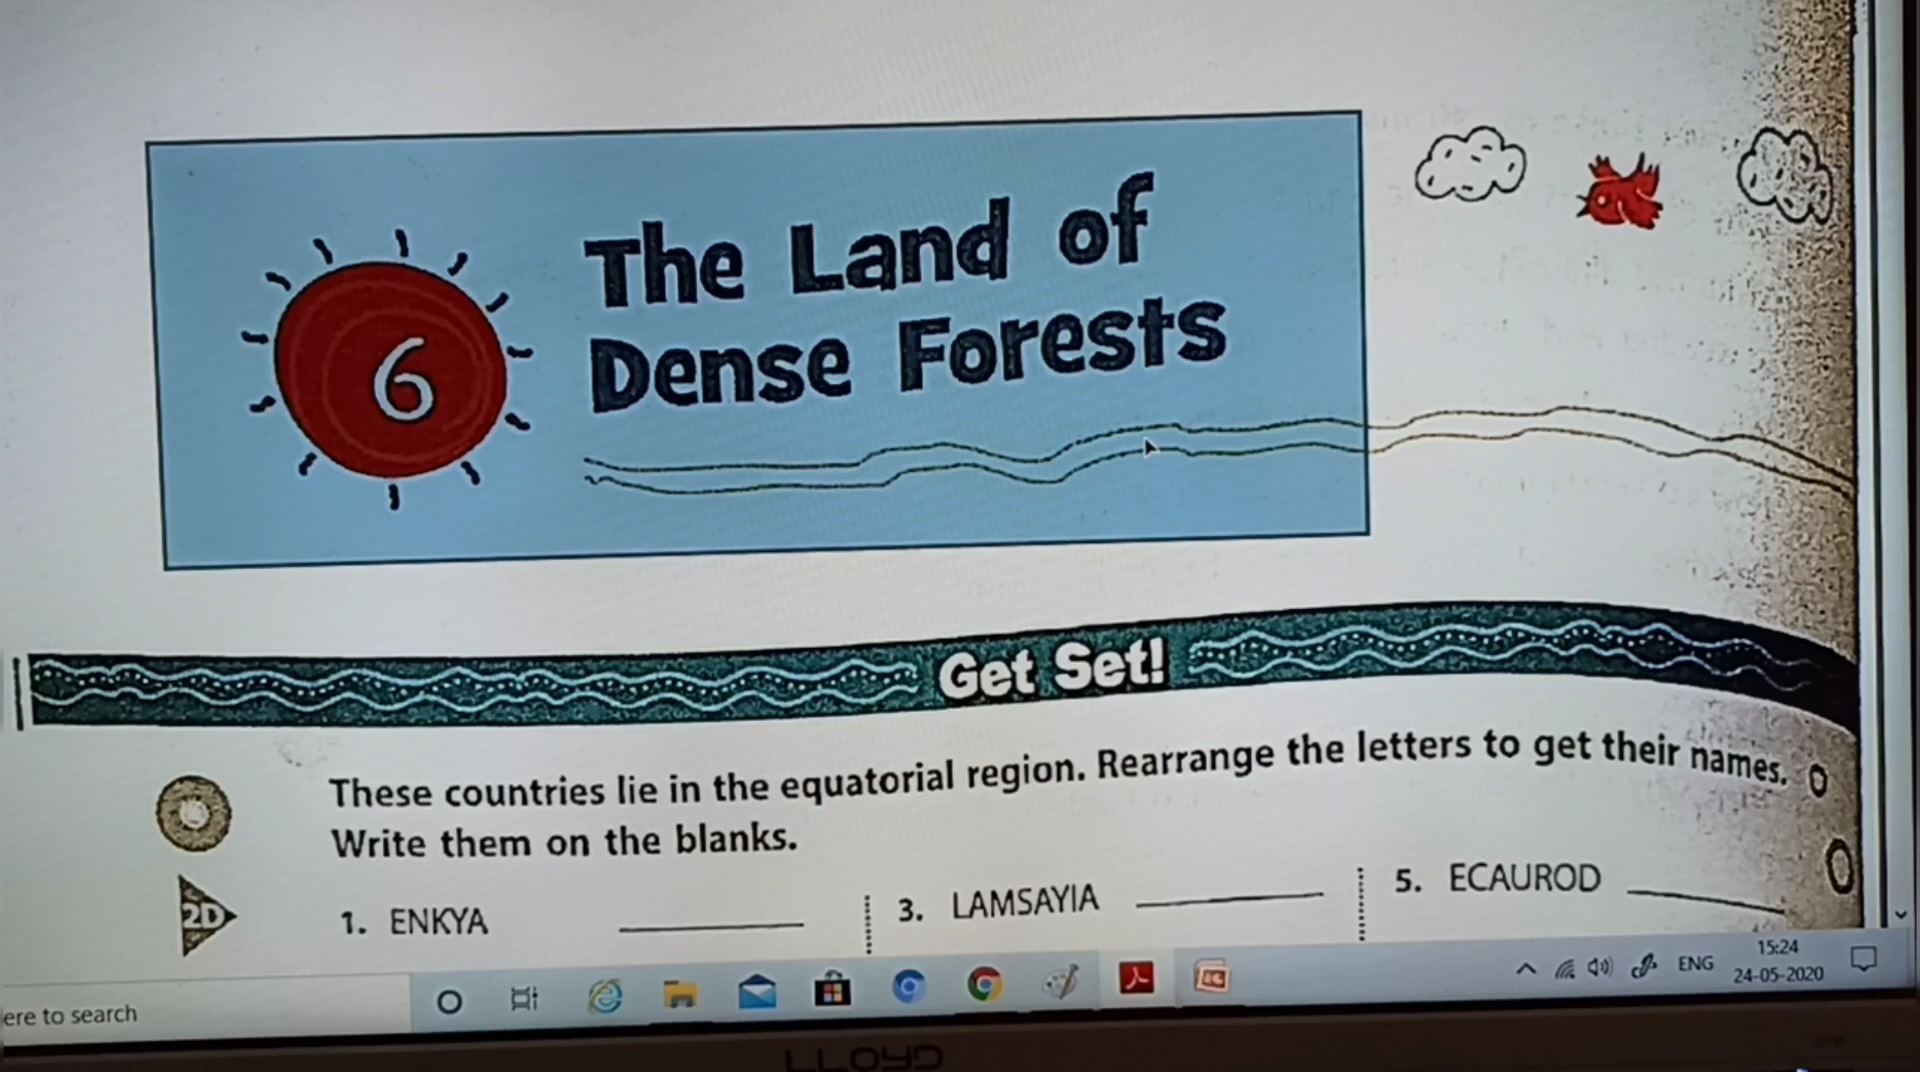 6
The Land of
Dense Forests
Get Set!
These countries lie in the equatorial region. Rearrange the letters to get their names.
Write them on the blanks.
2D
1. ENKYA
3. LAMSAYIA
5. ECAUROD
ere to search
ENG
15:24
24-05-2020
LLOYD